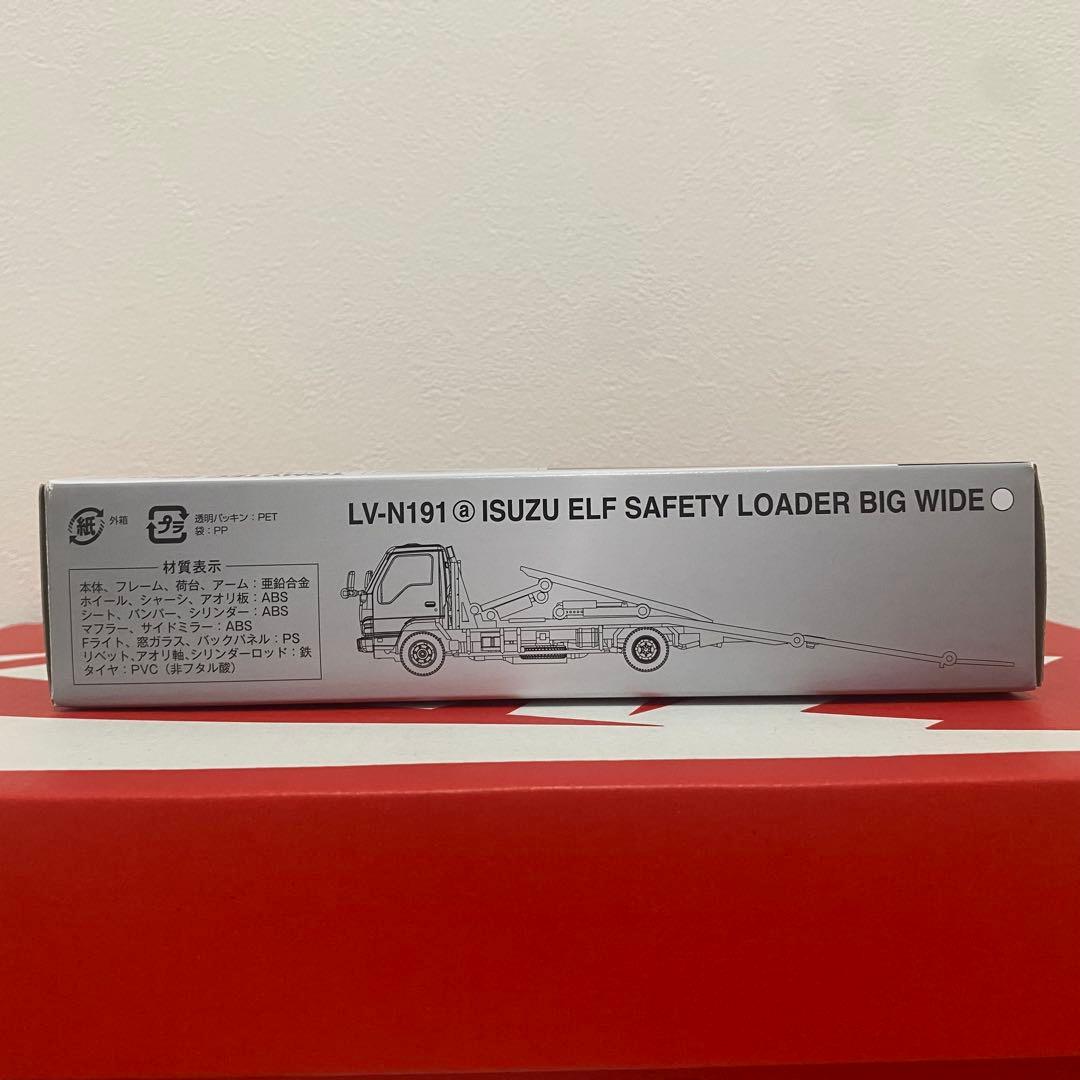 LV-N191 ⓐ ISUZU ELF SAFETY LOADER BIG WIDE
紙 外箱
プラ 透明パッキン：PET
袋：PP
材質表示
本体、フレーム、荷台、アーム：亜鉛合金
ホイール、シャーシ、アオリ板：ABS
シート、バンパー、シリンダー：ABS
マフラー、サイドミラー：ABS
Fライト、窓ガラス、バックパネル：PS
リベット、アオリ軸、シリンダーロッド：鉄
タイヤ：PVC（非フタル酸）